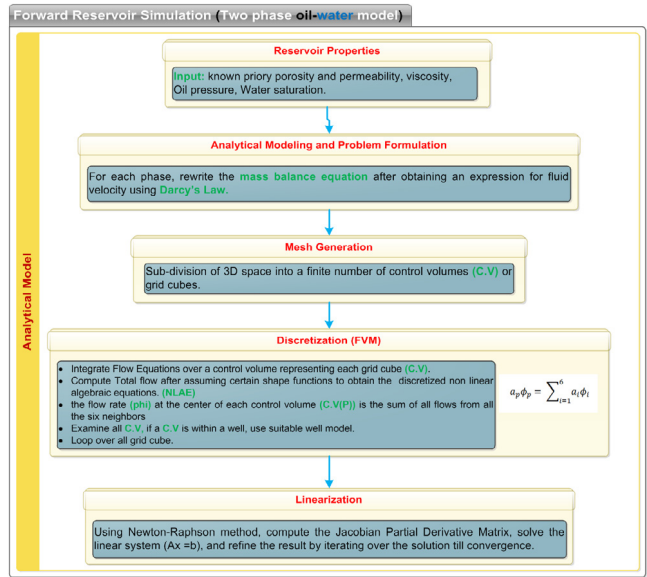 Forward Reservoir Simulation (Two phase oil-water model)
Reservoir Properties
Input: known priory porosity and permeability, viscosity,
Oil pressure, Water saturation.
Analytical Modeling and Problem Formulation
For each phase, rewrite the mass balance equation after obtaining an expression for fluid
velocity using Darcy's Law.
Mesh Generation
Sub-division of 3D space into a finite number of control volumes (C.V) or
grid cubes.
Analytical Model
Discretization (FVM)
• Integrate Flow Equations over a control volume representing each grid cube (C.V).
• Compute Total flow after assuming certain shape functions to obtain the discretized non linear
algebraic equations. (NLAE)
• the flow rate (phi) at the center of each control volume (C.V(P)) is the sum of all flows from all
the six neighbors
• Examine all C.V, if a C.V is within a well, use suitable well model.
• Loop over all grid cube.
aₚϕₚ = ∑⁶ᵢ₌₁ aᵢϕᵢ
Linearization
Using Newton-Raphson method, compute the Jacobian Partial Derivative Matrix, solve the
linear system (Ax =b), and refine the result by iterating over the solution till convergence.